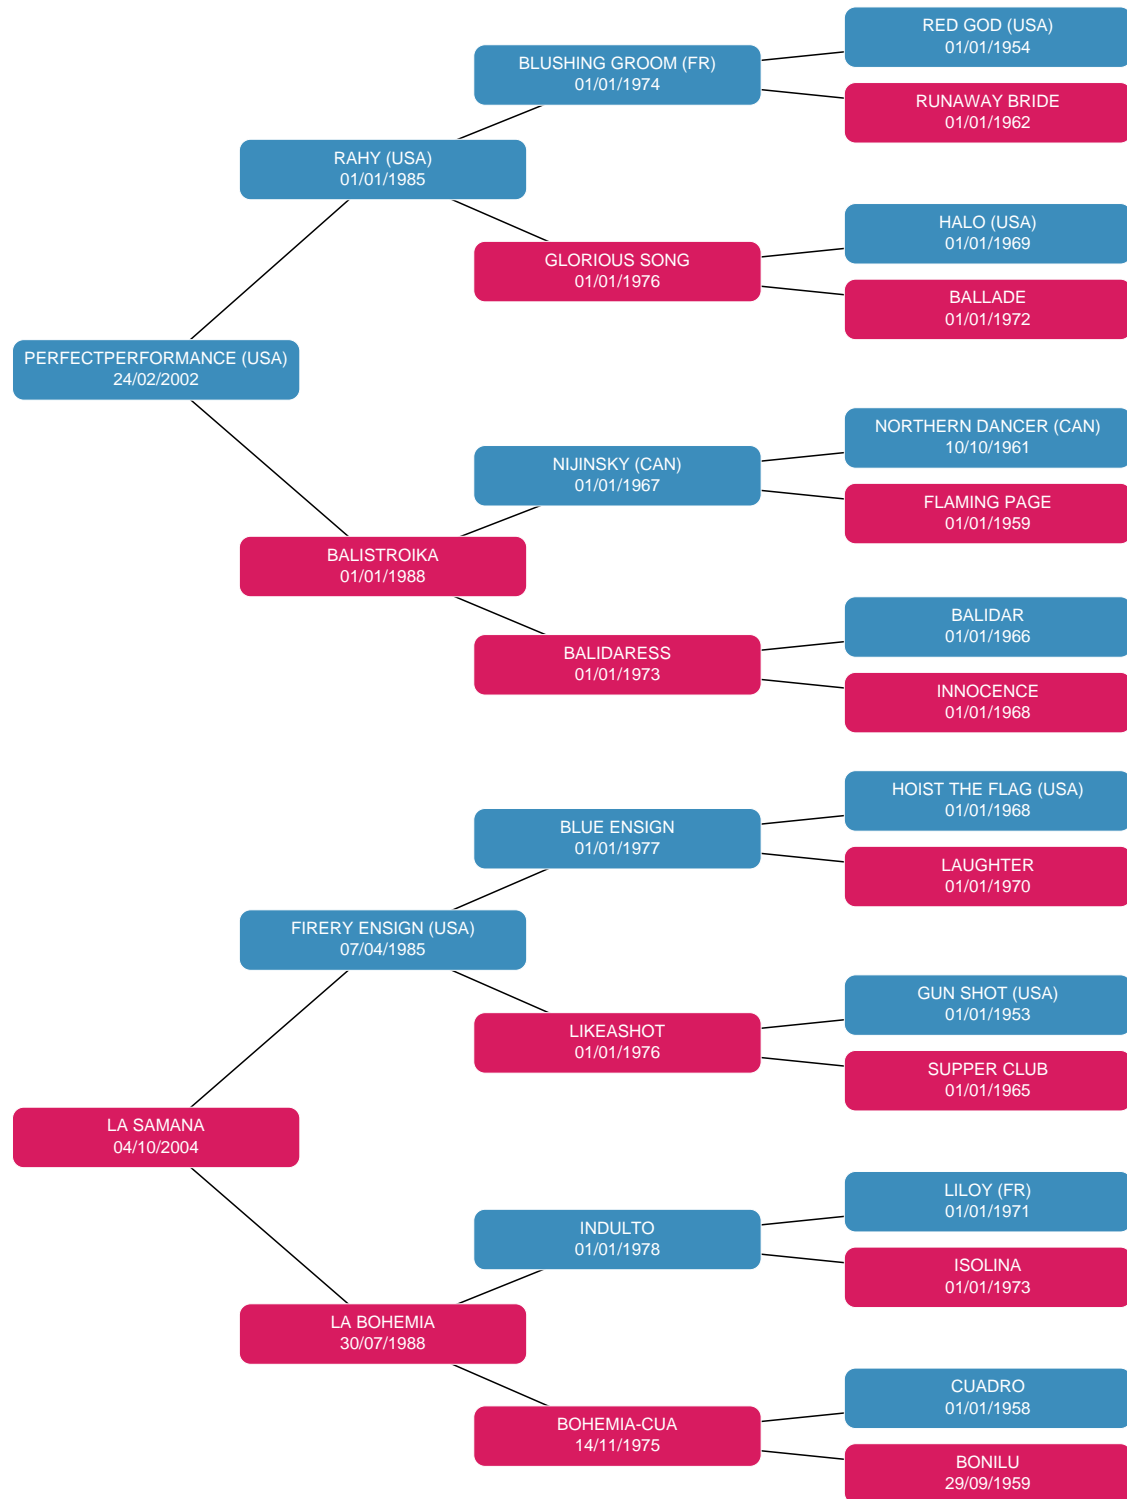 RED GOD (USA)
01/01/1954
BLUSHING GROOM (FR)
01/01/1974
RUNAWAY BRIDE
01/01/1962
RAHY (USA)
01/01/1985
HALO (USA)
01/01/1969
GLORIOUS SONG
01/01/1976
BALLADE
01/01/1972
PERFECTPERFORMANCE (USA)
24/02/2002
NORTHERN DANCER (CAN)
10/10/1961
NIJINSKY (CAN)
01/01/1967
FLAMING PAGE
01/01/1959
BALISTROIKA
01/01/1988
BALIDAR
01/01/1966
BALIDARESS
01/01/1973
INNOCENCE
01/01/1968
HOIST THE FLAG (USA)
01/01/1968
BLUE ENSIGN
01/01/1977
LAUGHTER
01/01/1970
FIRERY ENSIGN (USA)
07/04/1985
GUN SHOT (USA)
01/01/1953
LIKEASHOT
01/01/1976
SUPPER CLUB
01/01/1965
LA SAMANA
04/10/2004
LILOY (FR)
01/01/1971
INDULTO
01/01/1978
ISOLINA
01/01/1973
LA BOHEMIA
30/07/1988
CUADRO
01/01/1958
BOHEMIA-CUA
14/11/1975
BONILU
29/09/1959